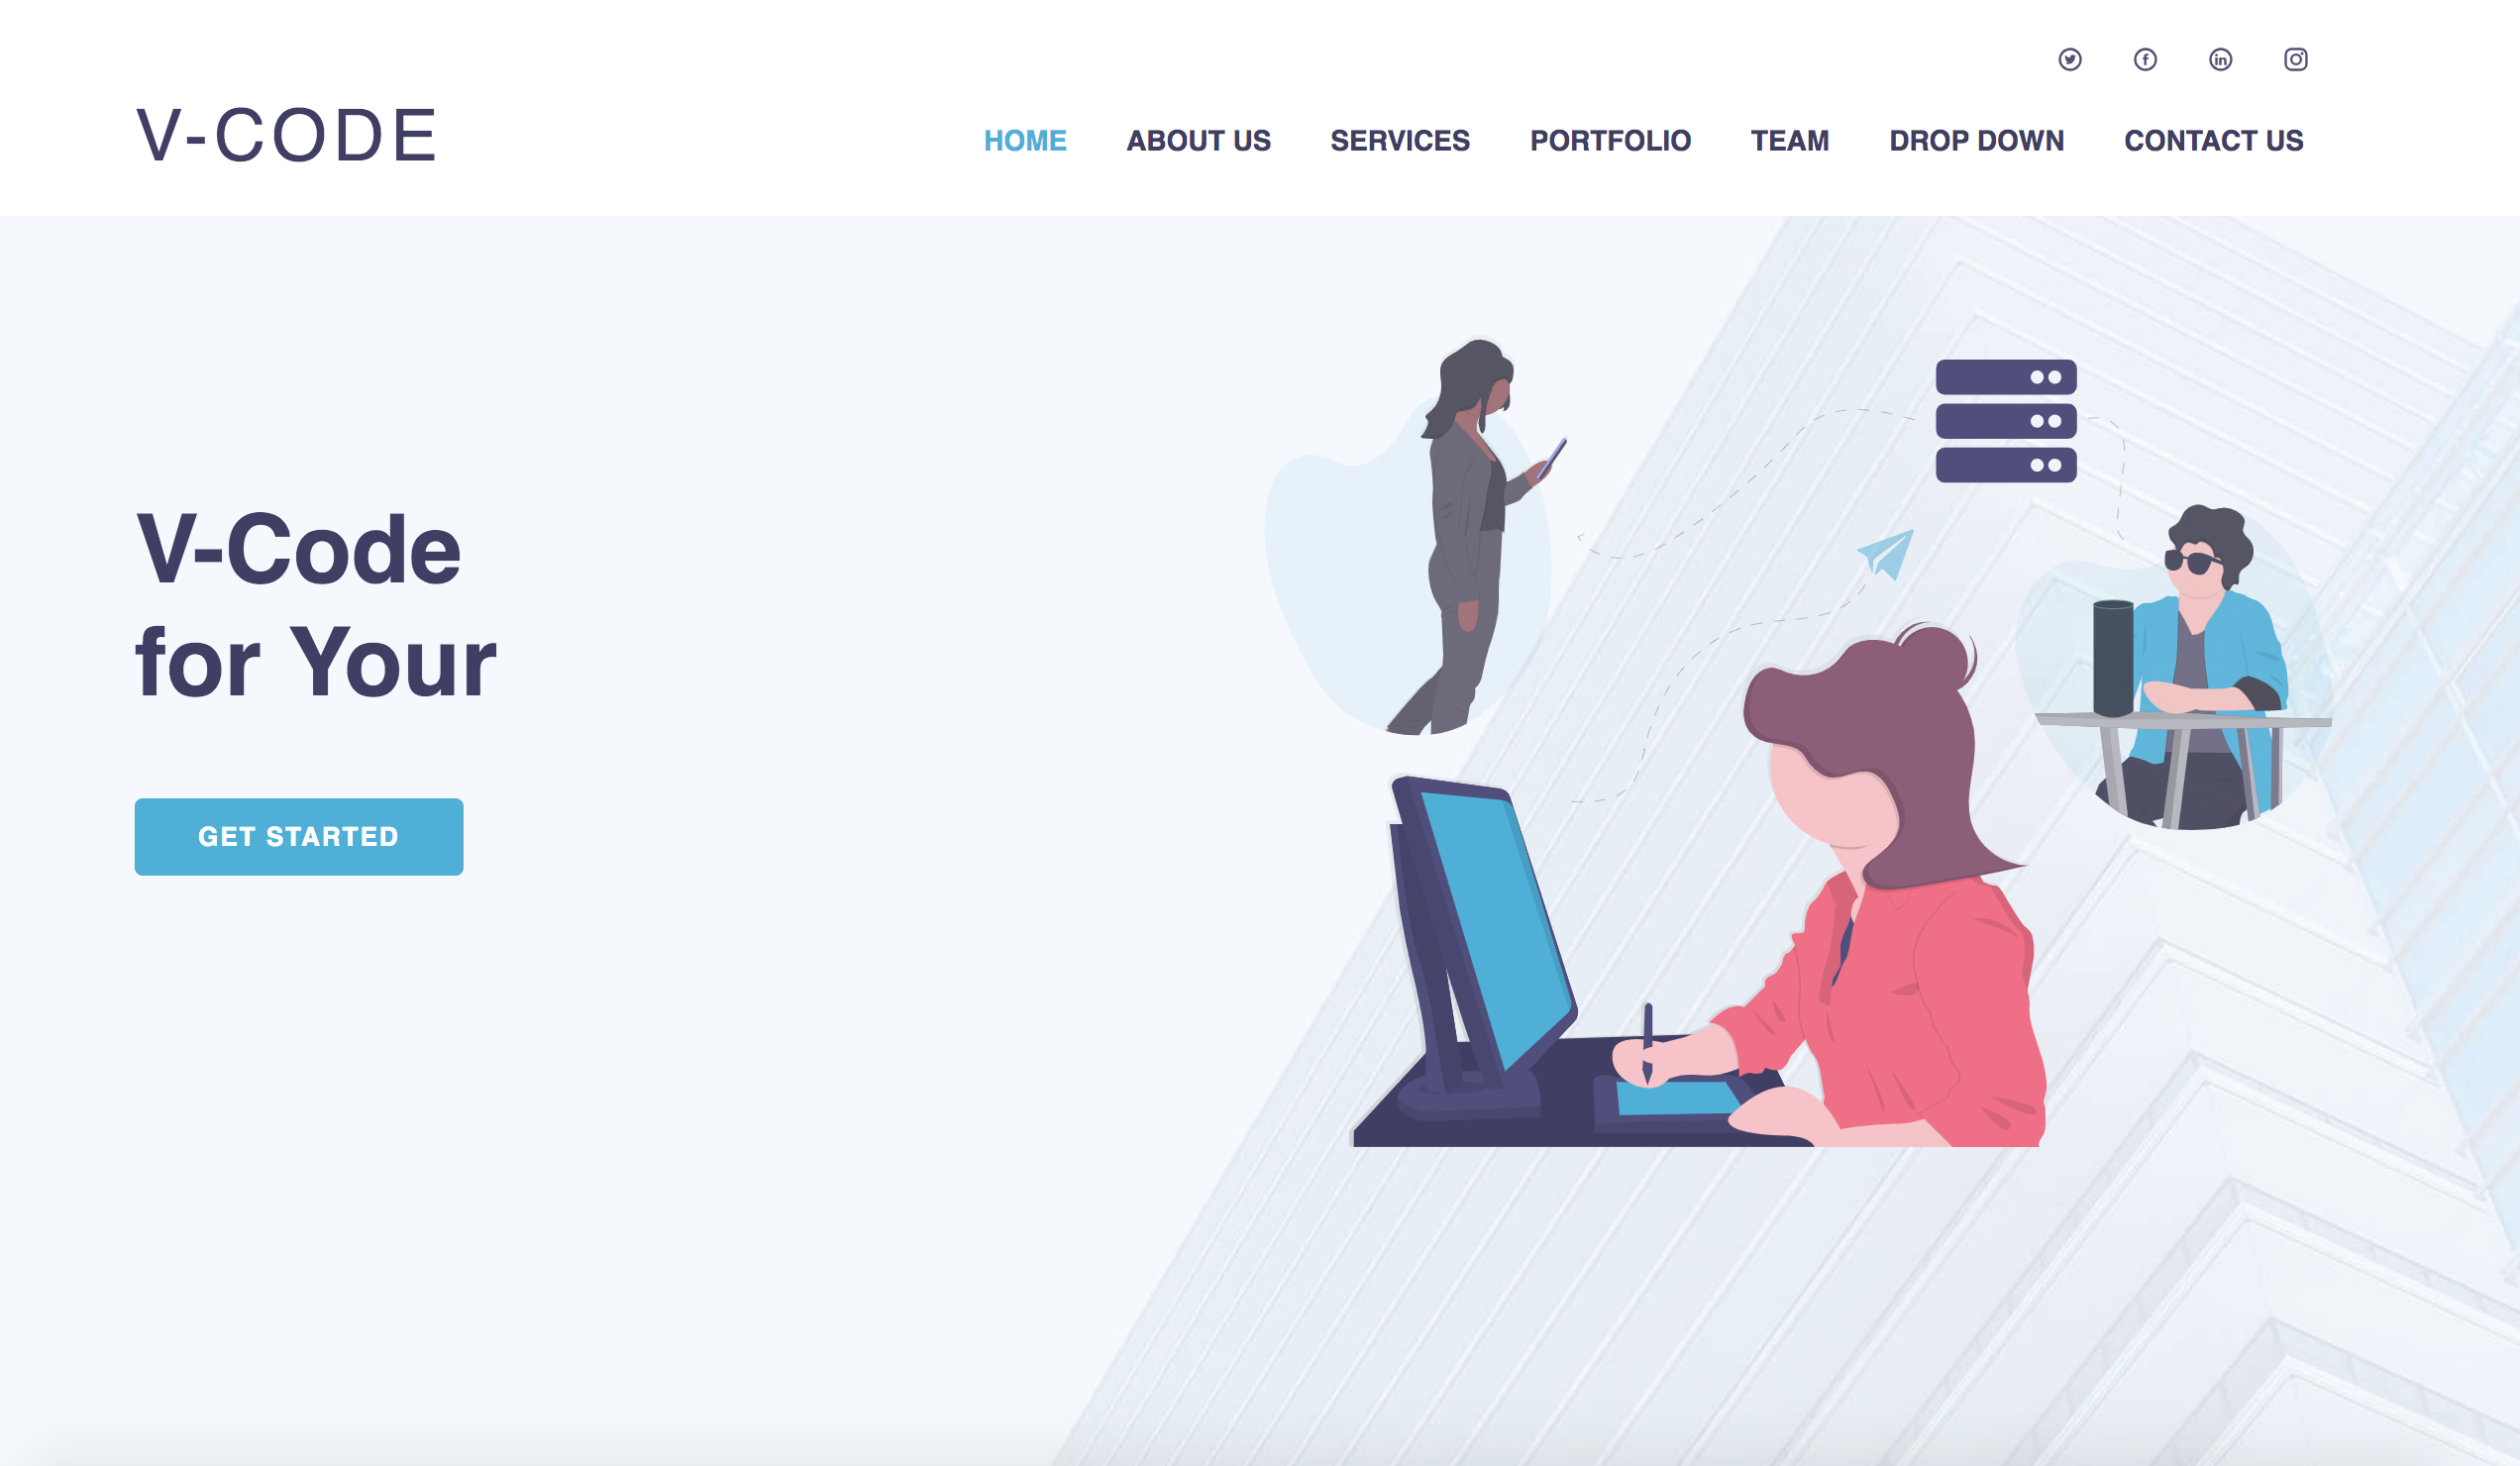 V-CODE
HOME ABOUT US SERVICES PORTFOLIO TEAM DROP DOWN CONTACT US
V-Code
for Your
GET STARTED